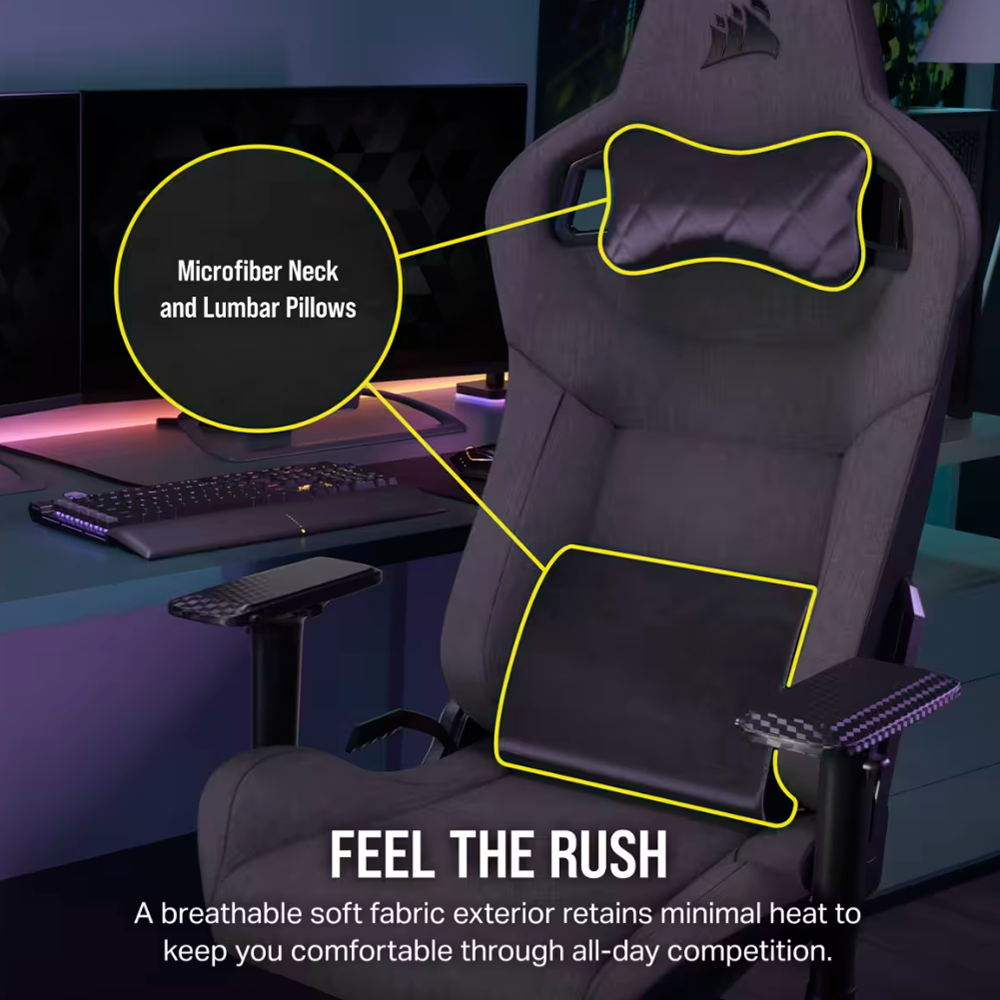 Microfiber Neck
and Lumbar Pillows
FEEL THE RUSH
A breathable soft fabric exterior retains minimal heat to
keep you comfortable through all-day competition.